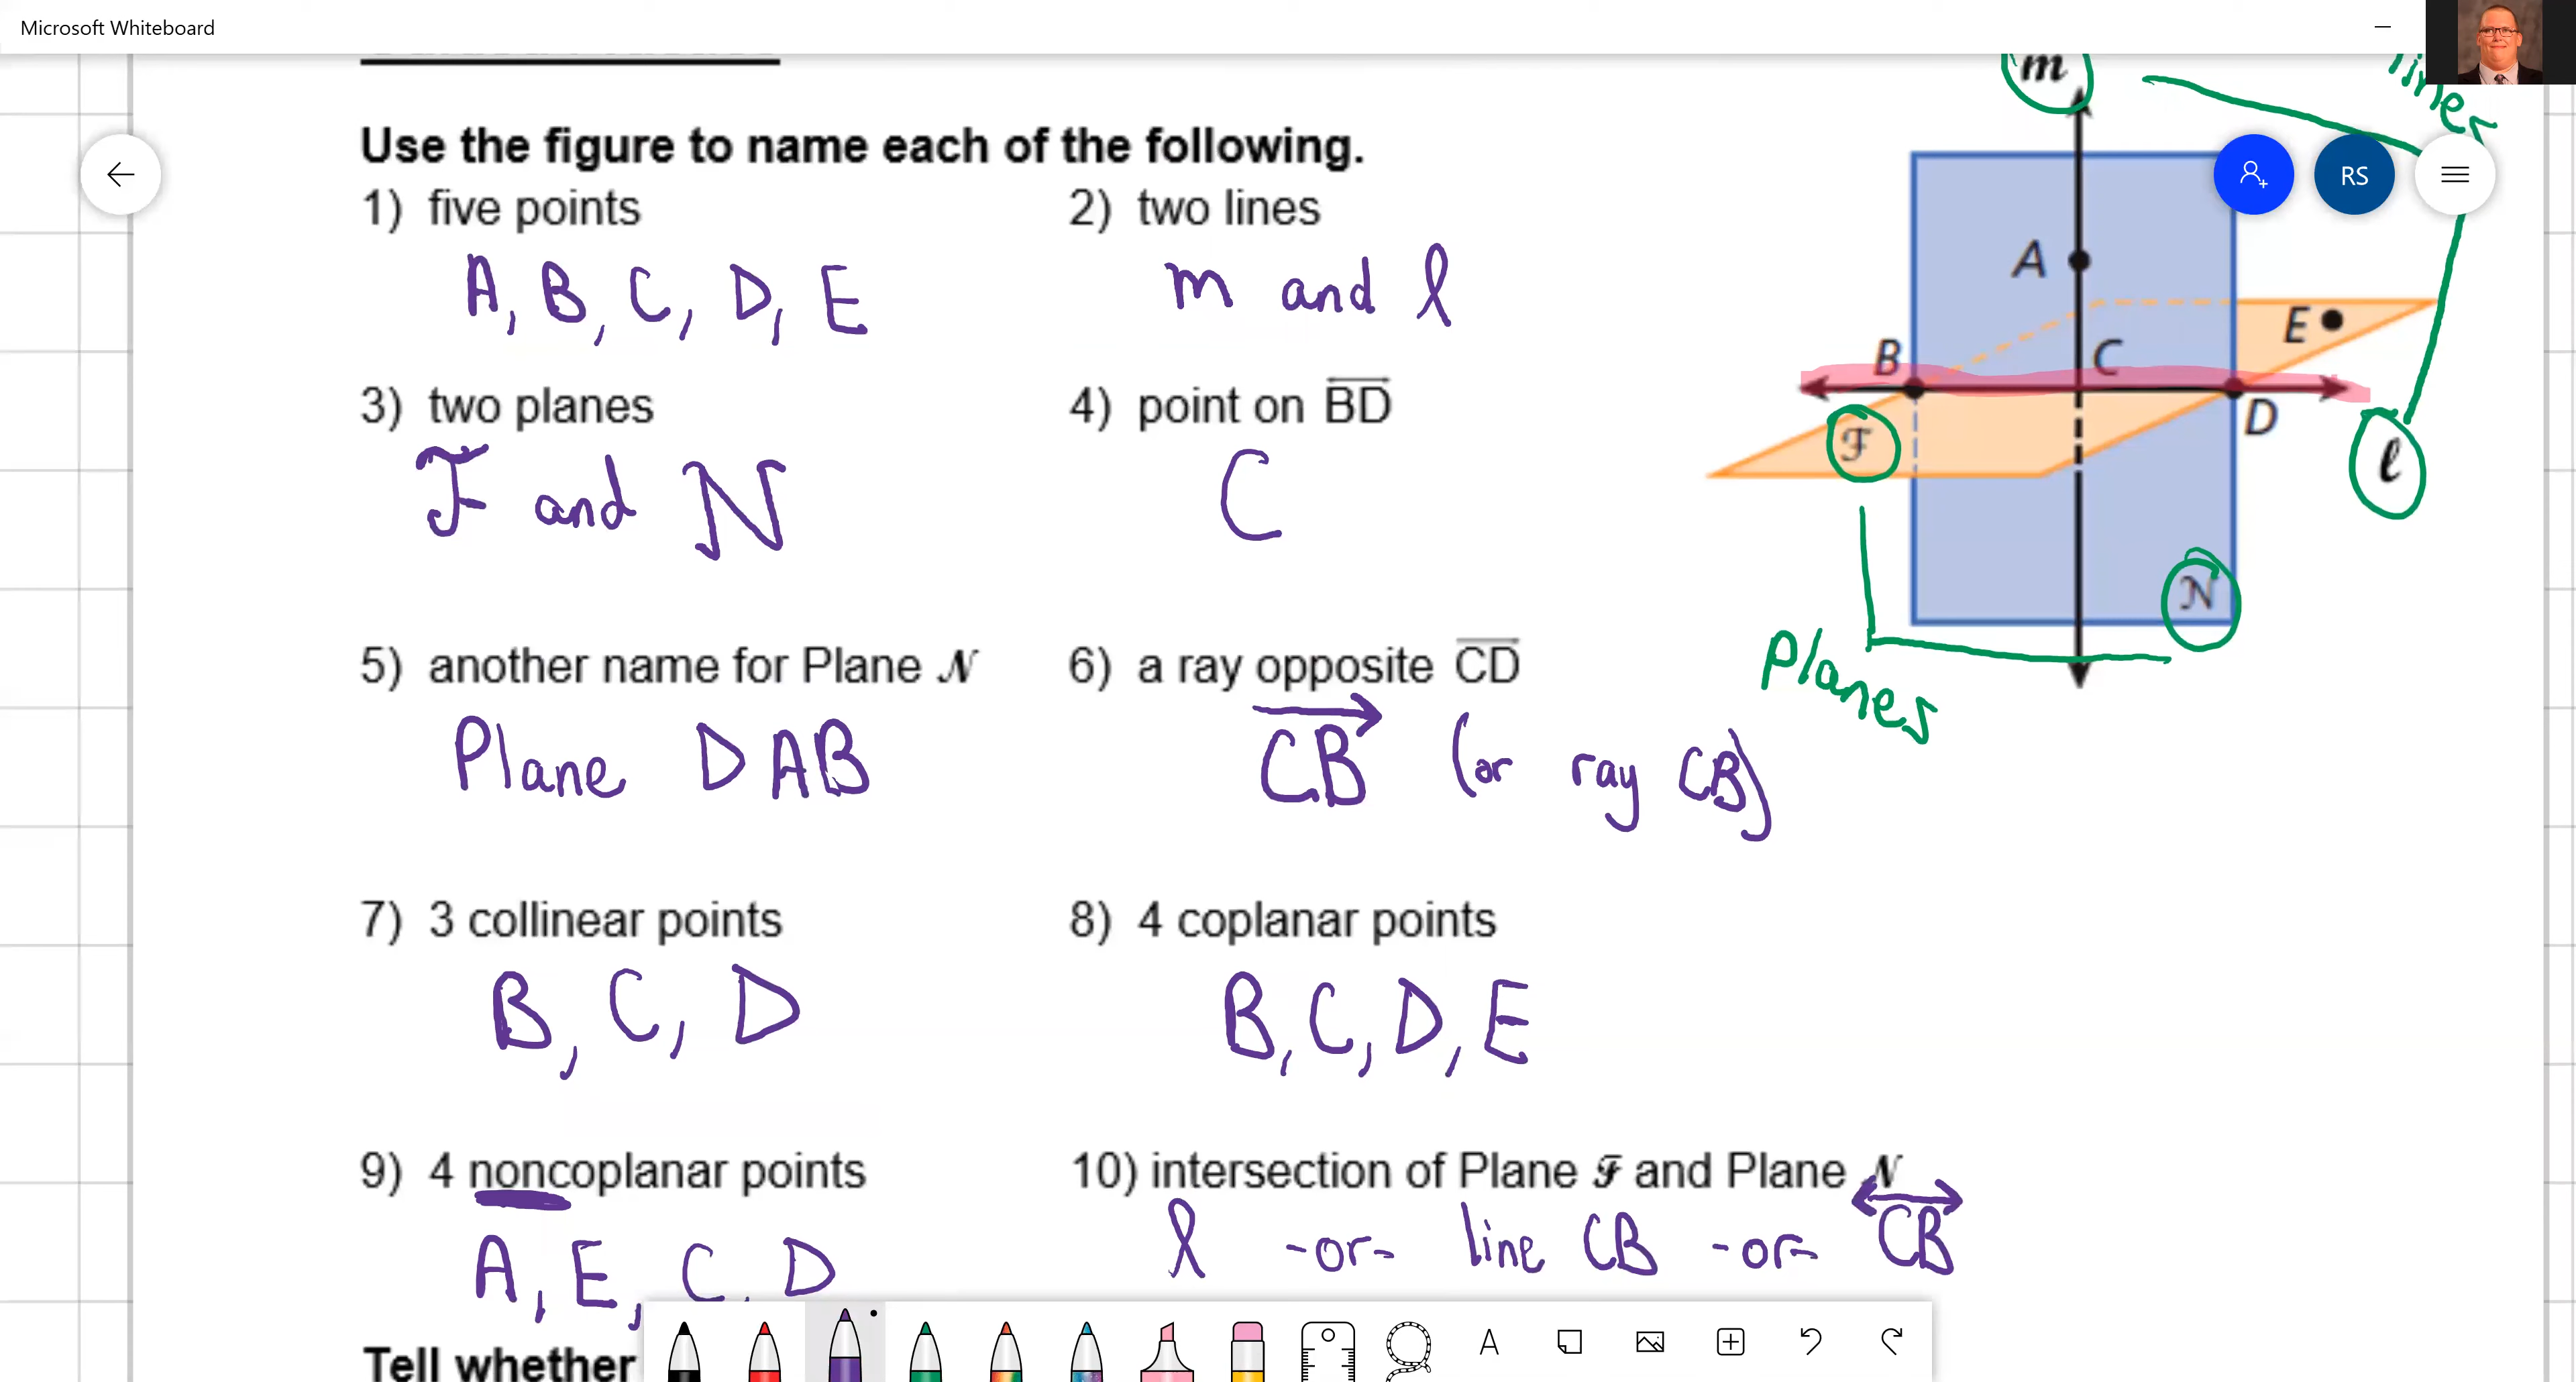 Microsoft Whiteboard
m
lines
Use the figure to name each of the following.
RS
1) five points
2) two lines
A, B, C, D, E
m and ℓ
A
E
B
C
3) two planes
4) point on BD
D
ℱ
ℓ
ℱ and N
C
𝒩
5) another name for Plane 𝒩
6) a ray opposite CD
Planes
Plane DAB
CB (or ray CB)
7) 3 collinear points
8) 4 coplanar points
B, C, D
B, C, D, E
9) 4 noncoplanar points
10) intersection of Plane ℱ and Plane 𝒩
A, E, C, D
ℓ -or- line CB -or- CB
Tell whether
A